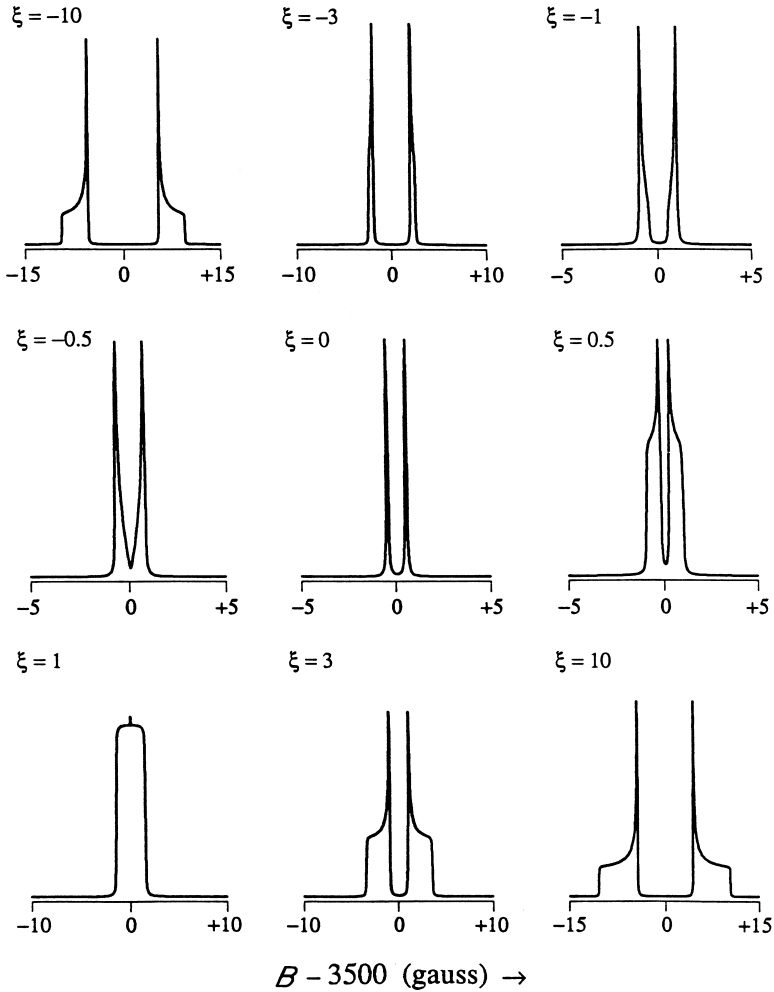 ξ = −10
ξ = −3
ξ = −1
−15 0 +15
−10 0 +10
−5 0 +5
ξ = −0.5
ξ = 0
ξ = 0.5
−5 0 +5
−5 0 +5
−5 0 +5
ξ = 1
ξ = 3
ξ = 10
−10 0 +10
−10 0 +10
−15 0 +15
B − 3500 (gauss) →